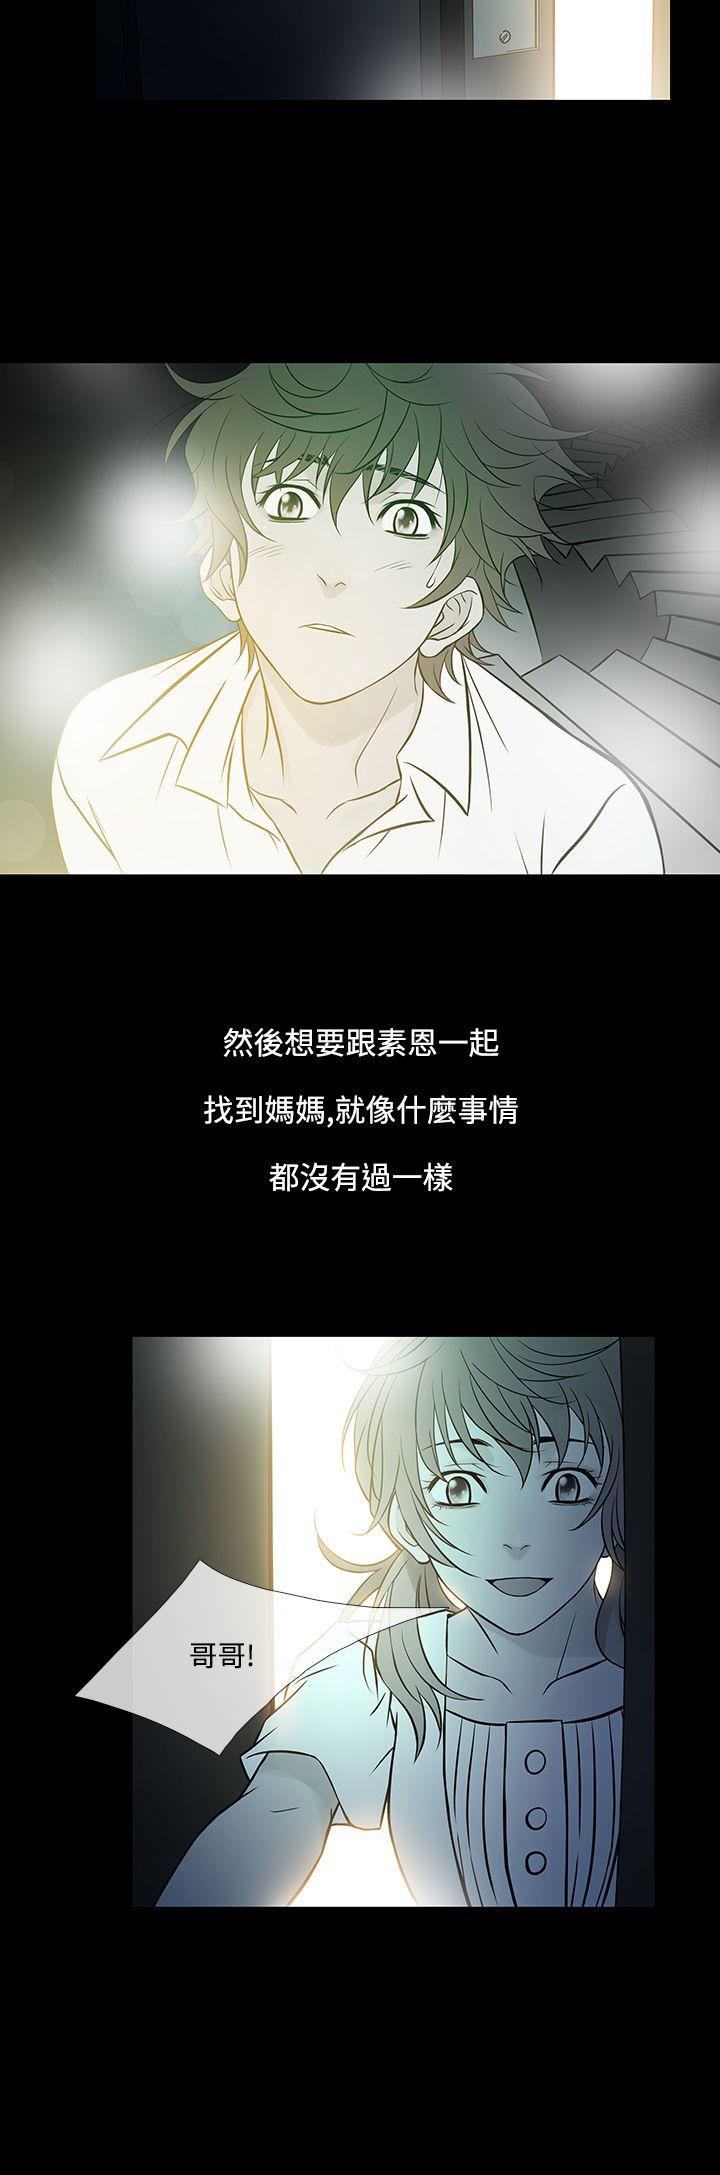 然後想要跟素恩一起
找到媽媽,就像什麼事情
都沒有過一樣
哥哥!